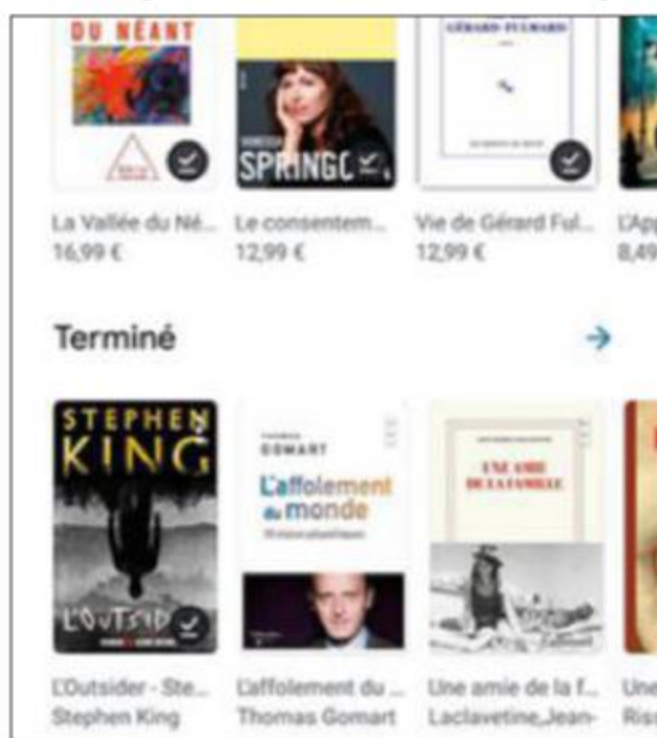 DU NÉANT
SPRINGO
GÉRARD FULMARD
La Vallée du Né...
16,99 €
Le consentem...
12,99 €
Vie de Gérard Ful...
12,99 €
L'App
8,49
Terminé
STEPHEN
KING
L'OUTSID
GOMART
L'affolement
du monde
UNE AMIE
DE LA FAMILLE
L'Outsider - Ste...
Stephen King
L'affolement du ...
Thomas Gomart
Une amie de la f...
Laclavetine,Jean-
Une
Riss